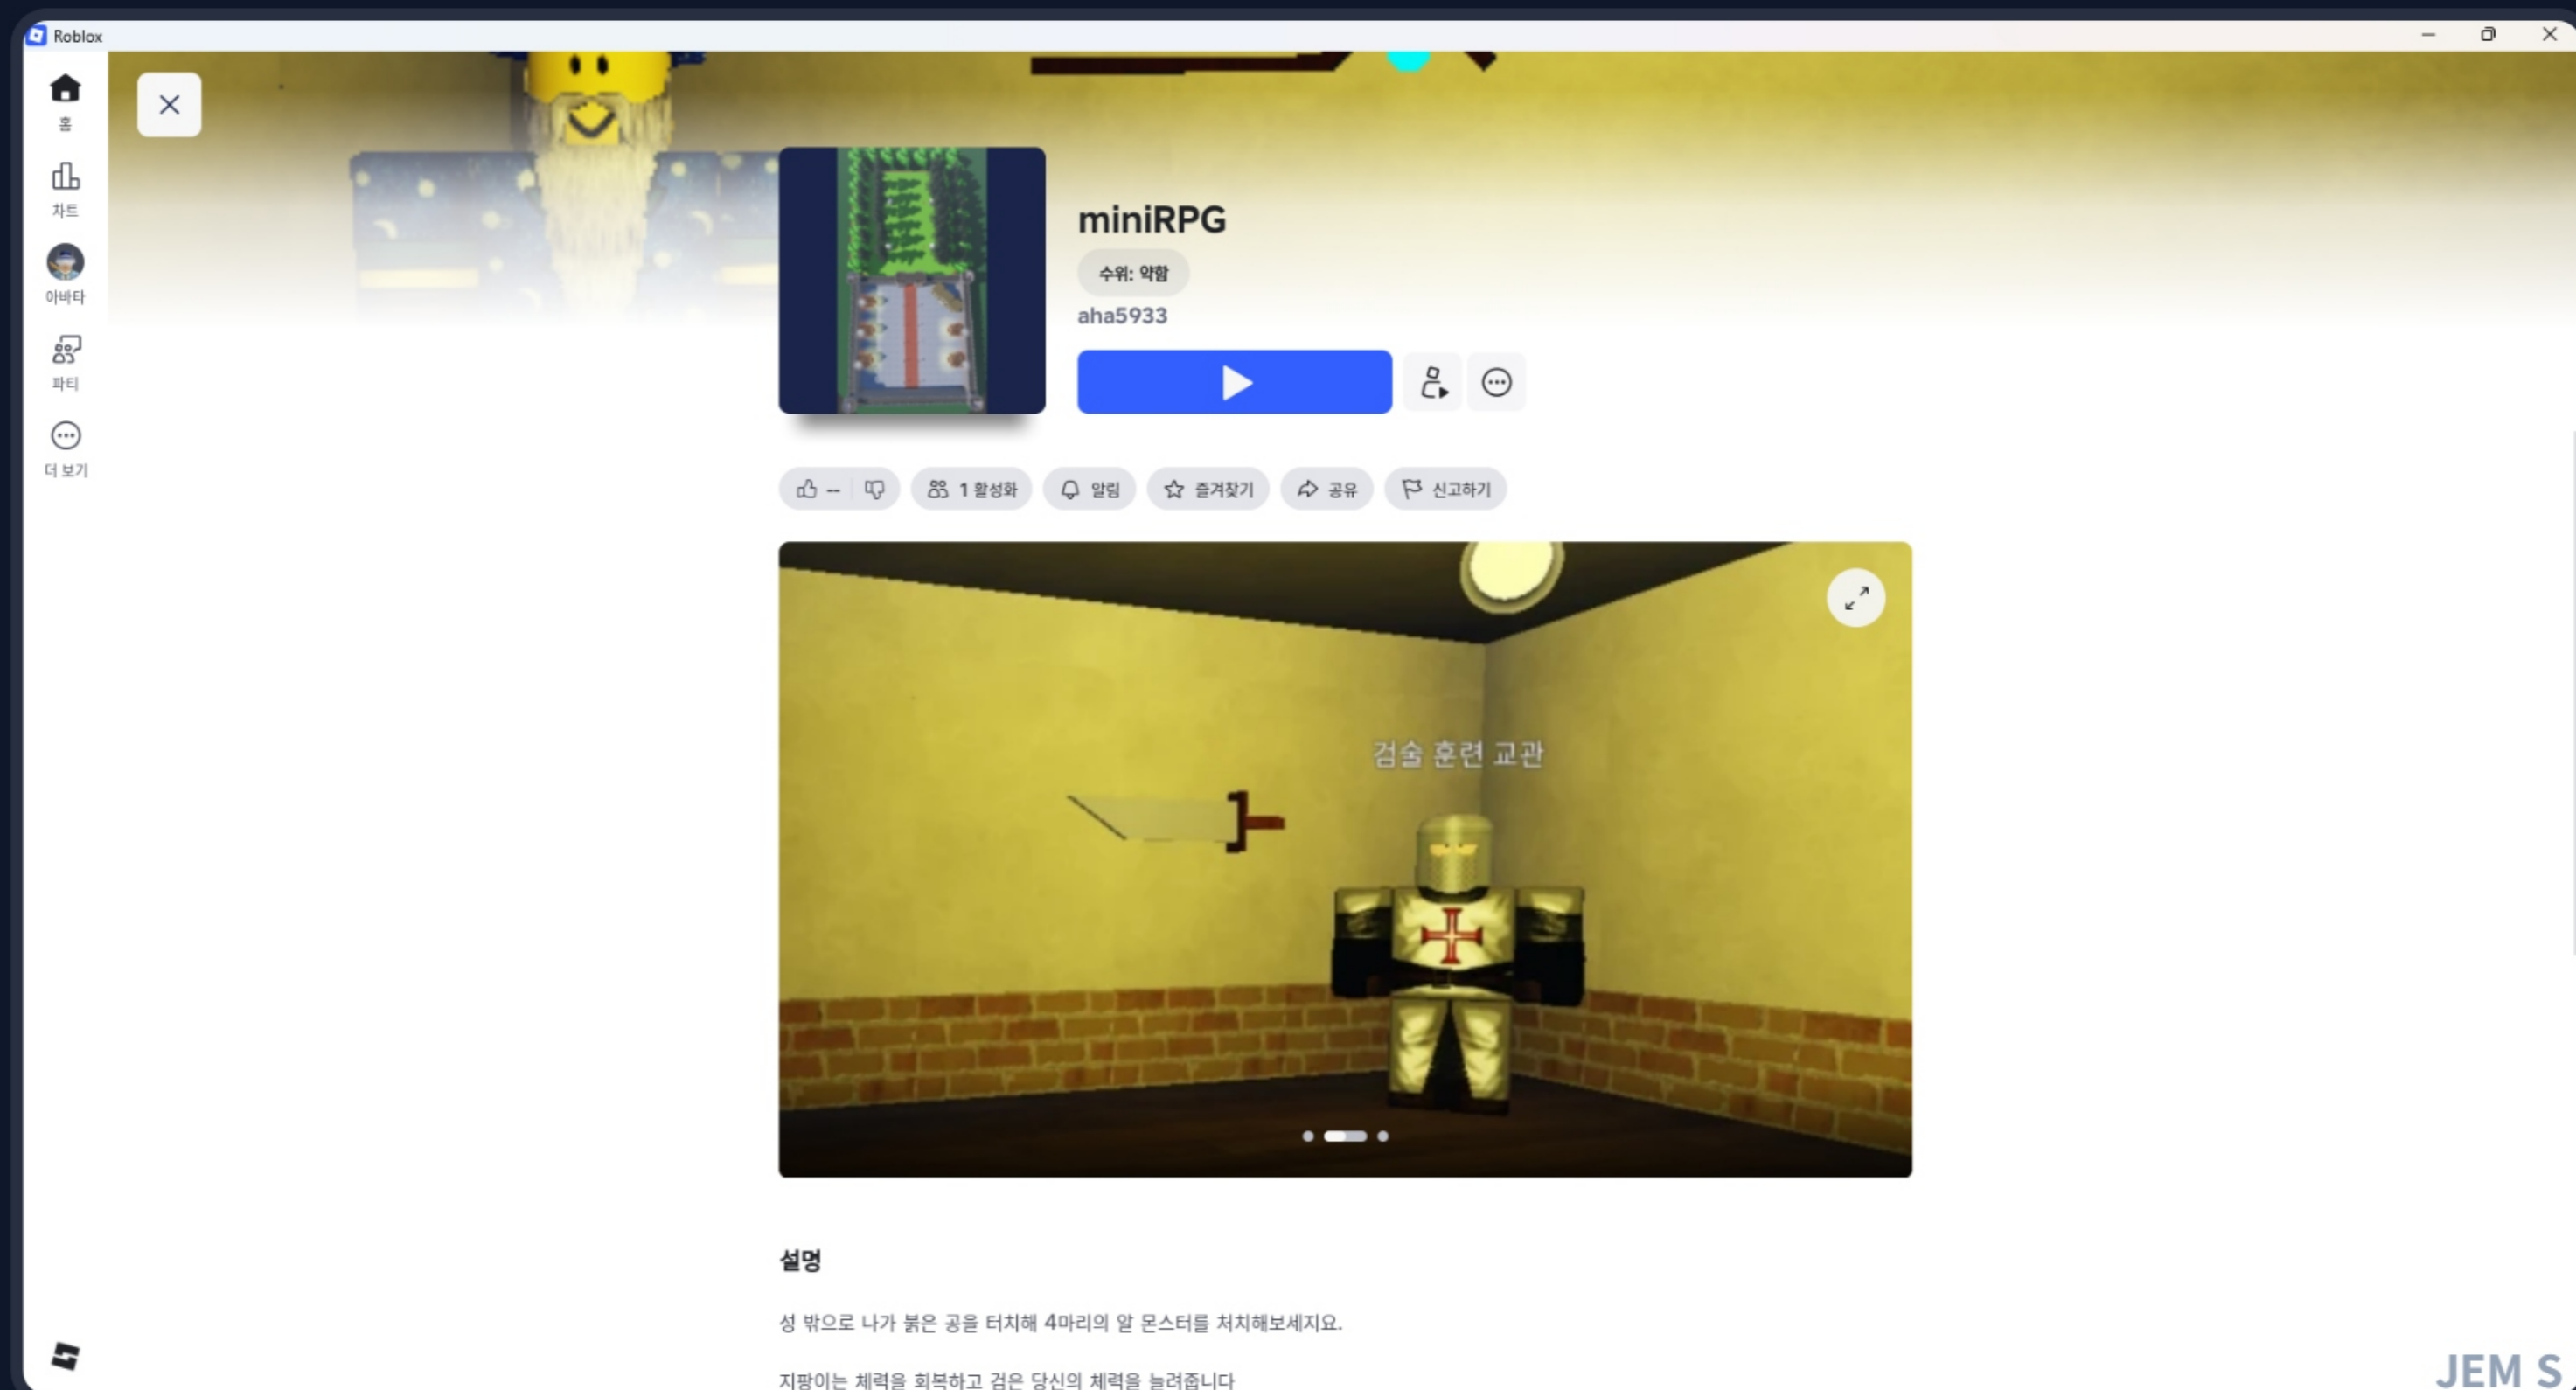 Roblox
홈
차트
아바타
파티
더 보기
miniRPG
수위: 약함
aha5933
--
1 활성화
알림
즐겨찾기
공유
신고하기
검술 훈련 교관
설명
성 밖으로 나가 붉은 공을 터치해 4마리의 알 몬스터를 처치해보세지요.
지팡이는 체력을 회복하고 검은 당신의 체력을 늘려줍니다
JEM S